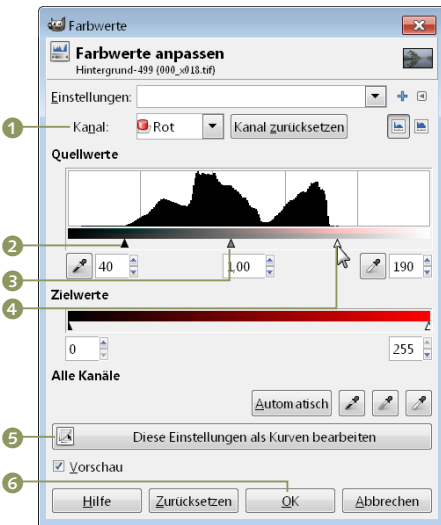 Farbwerte
Farbwerte anpassen
Hintergrund-499 (000_x018.tif)
Einstellungen:
1
Kanal: Rot Kanal zurücksetzen
Quellwerte
2
40 1,00 190
3
4
Zielwerte
0 255
Alle Kanäle
Automatisch
5
Diese Einstellungen als Kurven bearbeiten
Vorschau
6
Hilfe Zurücksetzen OK Abbrechen